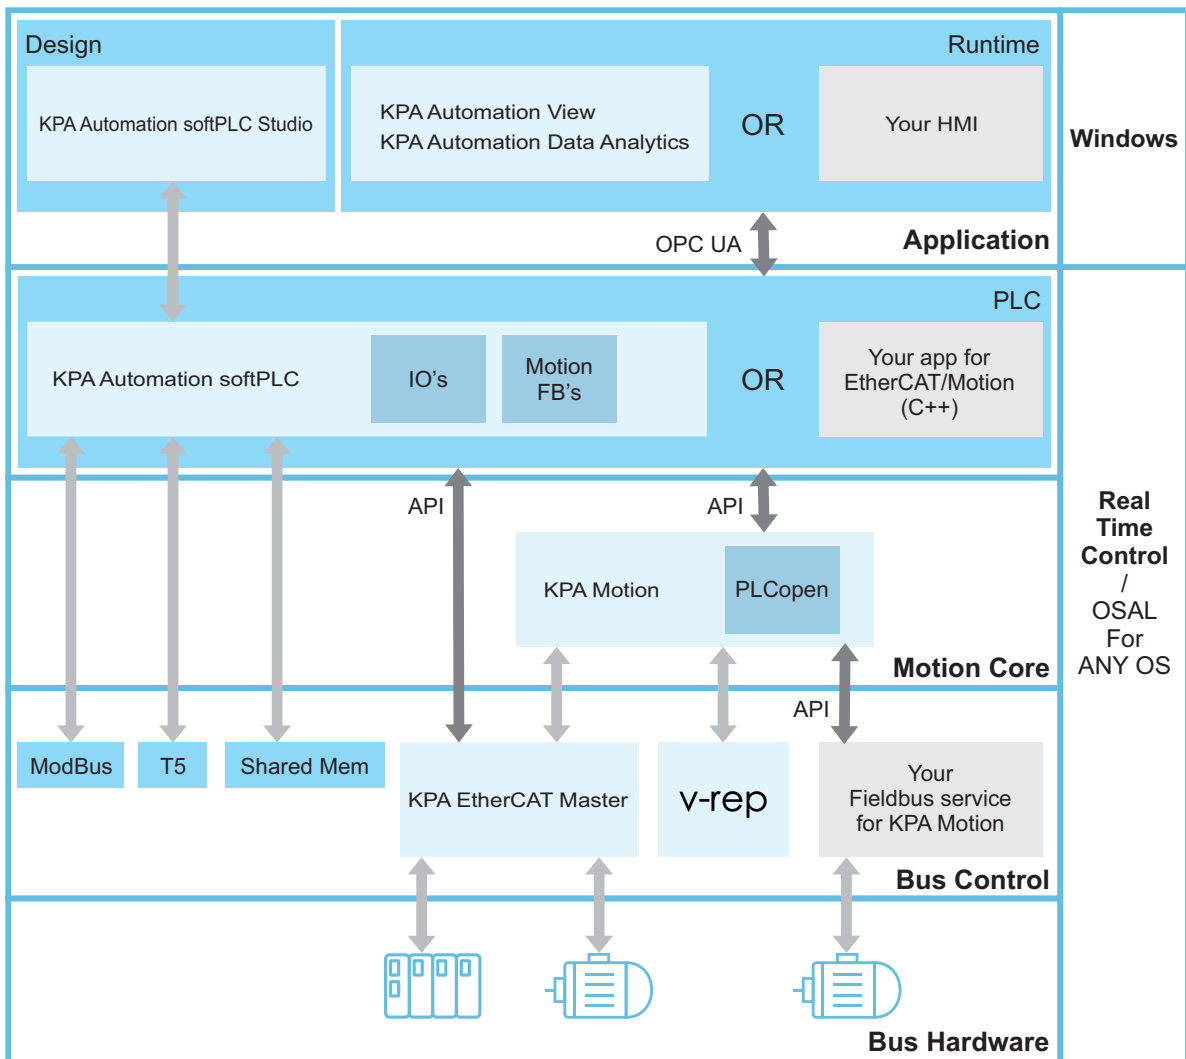 Design
Runtime
KPA Automation softPLC Studio
KPA Automation View
KPA Automation Data Analytics
OR
Your HMI
Windows
OPC UA
Application
PLC
KPA Automation softPLC
IO's
Motion
FB's
OR
Your app for
EtherCAT/Motion
(C++)
API
API
Real
Time
Control
/
OSAL
For
ANY OS
KPA Motion
PLCopen
Motion Core
API
ModBus
T5
Shared Mem
KPA EtherCAT Master
v-rep
Your
Fieldbus service
for KPA Motion
Bus Control
Bus Hardware